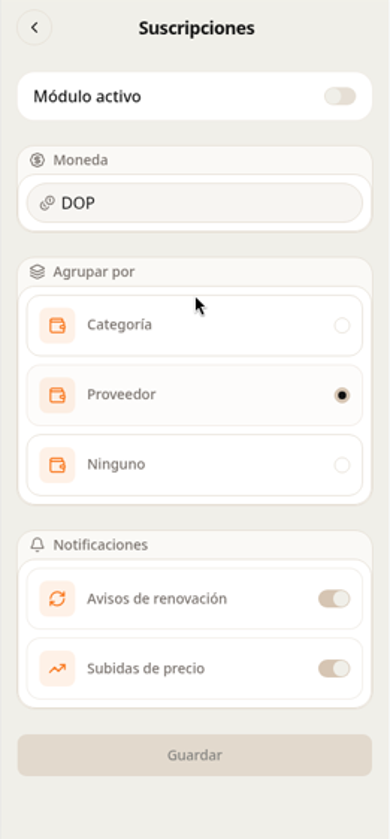 Suscripciones
Módulo activo
Moneda
DOP
Agrupar por
Categoría
Proveedor
Ninguno
Notificaciones
Avisos de renovación
Subidas de precio
Guardar